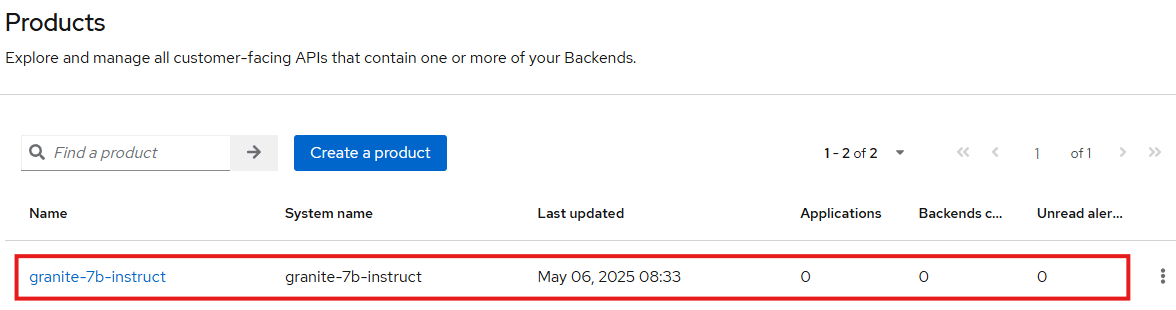 Products
Explore and manage all customer-facing APIs that contain one or more of your Backends.
Find a product Create a product 1 - 2 of 2 1 of 1
Name System name Last updated Applications Backends c... Unread aler...
granite-7b-instruct granite-7b-instruct May 06, 2025 08:33 0 0 0